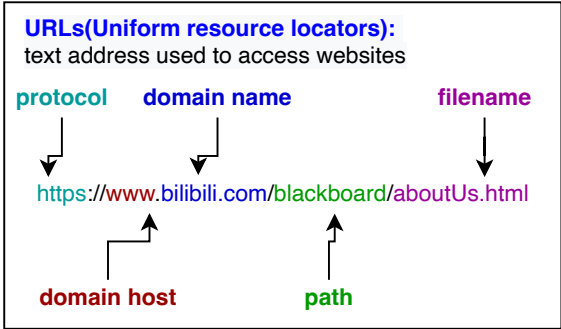 URLs(Uniform resource locators):
text address used to access websites
protocol domain name filename
https://www.bilibili.com/blackboard/aboutUs.html
domain host path